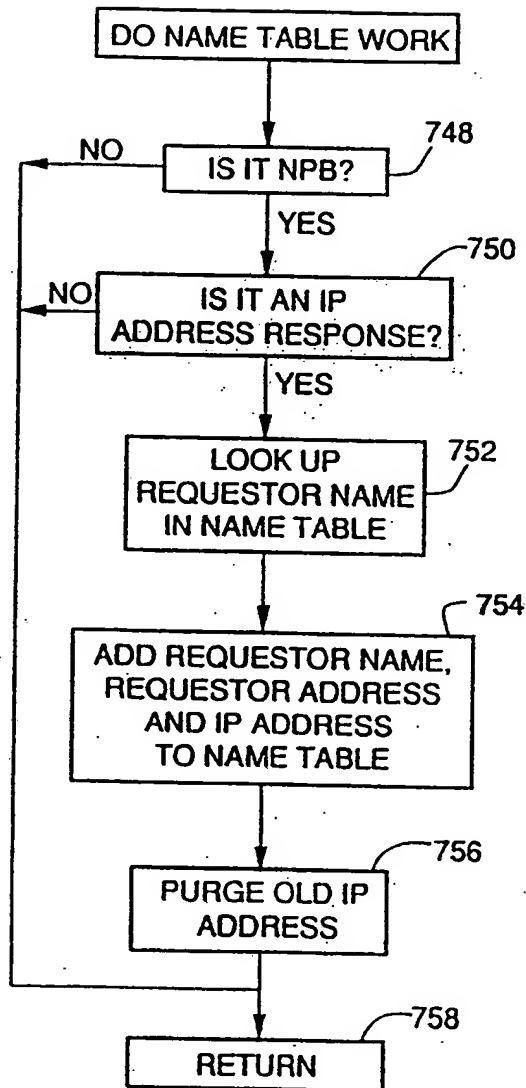 DO NAME TABLE WORK
748
NO
IS IT NPB?
YES
750
NO
IS IT AN IP
ADDRESS RESPONSE?
YES
752
LOOK UP
REQUESTOR NAME
IN NAME TABLE
754
ADD REQUESTOR NAME,
REQUESTOR ADDRESS
AND IP ADDRESS
TO NAME TABLE
756
PURGE OLD IP
ADDRESS
758
RETURN